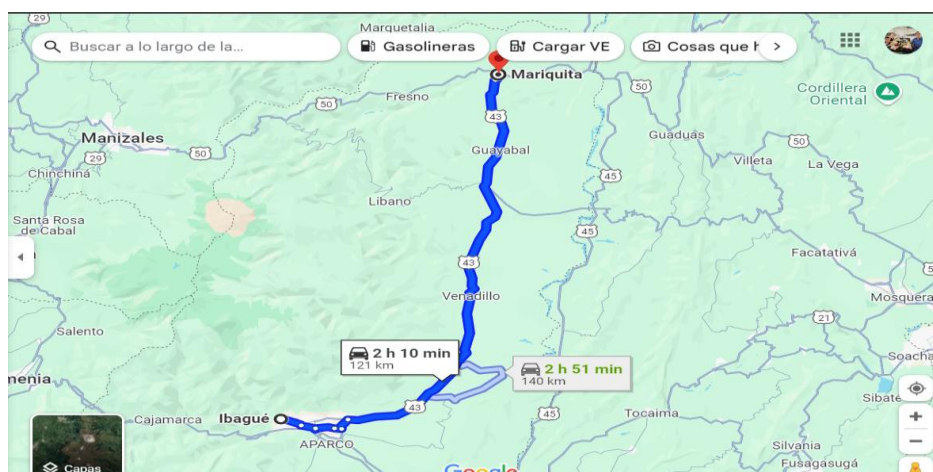 29
Marquetalia
Buscar a lo largo de la...
Gasolineras
Cargar VE
Cosas que h
Mariquita
50
Cordillera
Oriental
50
Fresno
43
Manizales
50
29
Chinchiná
Guayabal
Guaduas
50
Villeta
La Vega
45
Libano
Santa Rosa
de Cabal
45
Facatativá
43
5
Venadillo
Mosquera
21
Salento
2 h 10 min
121 km
2 h 51 min
140 km
Soacha
menia
43
Sibaté
Cajamarca
Ibagué
45
Tocaima
APARCO
Silvania
Fusagasugá
Capas
Google